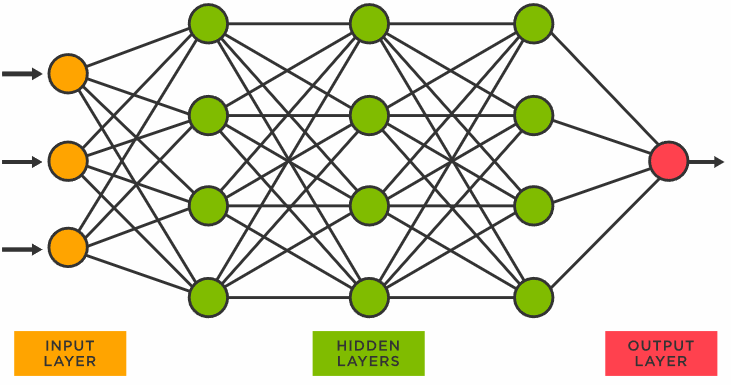 INPUT
LAYER
HIDDEN
LAYERS
OUTPUT
LAYER